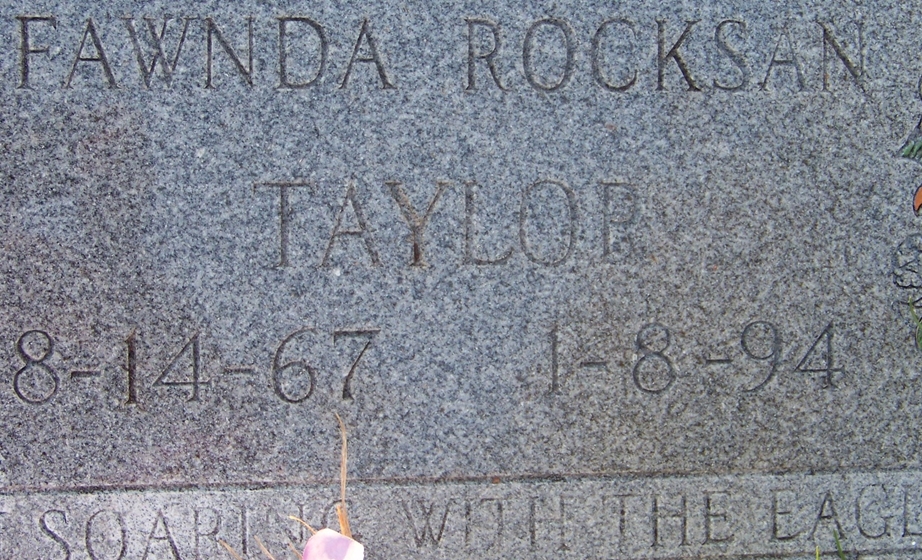 FAWNDA ROCKSAN
TAYLOR
8-14-67 1-8-94
SOARING WITH THE EAGL